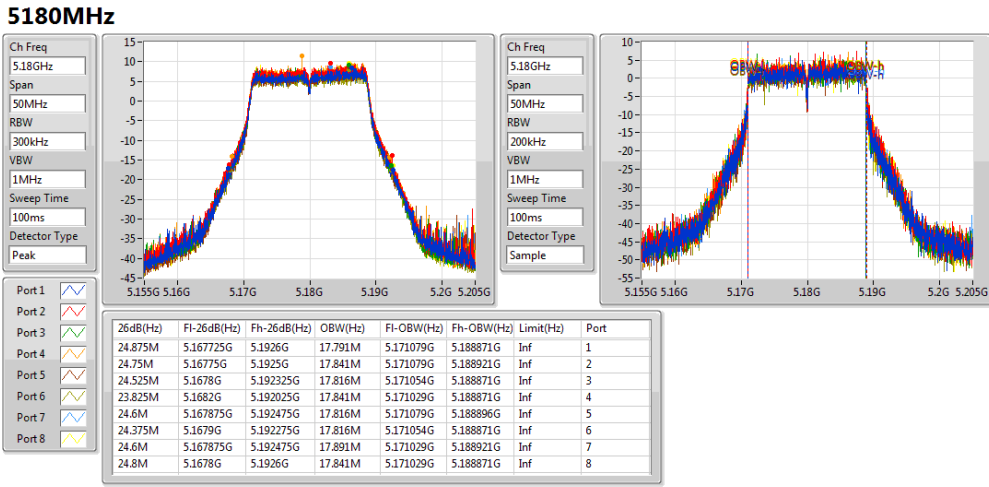 5180MHz
Ch Freq
5.18GHz
Span
50MHz
RBW
300kHz
VBW
1MHz
Sweep Time
100ms
Detector Type
Peak
15
10
5
0
-5
-10
-15
-20
-25
-30
-35
-40
-45
5.155G 5.16G 5.17G 5.18G 5.19G 5.2G 5.205G
Ch Freq
5.18GHz
Span
50MHz
RBW
200kHz
VBW
1MHz
Sweep Time
100ms
Detector Type
Sample
10
5
0
-5
-10
-15
-20
-25
-30
-35
-40
-45
-50
-55
OBW-h
5.155G 5.16G 5.17G 5.18G 5.19G 5.2G 5.205G
Port 1
Port 2
Port 3
Port 4
Port 5
Port 6
Port 7
Port 8
26dB(Hz) Fl-26dB(Hz) Fh-26dB(Hz) OBW(Hz) Fl-OBW(Hz) Fh-OBW(Hz) Limit(Hz) Port
24.875M 5.167725G 5.1926G 17.791M 5.171079G 5.188871G Inf 1
24.75M 5.16775G 5.1925G 17.841M 5.171079G 5.188921G Inf 2
24.525M 5.1678G 5.192325G 17.816M 5.171054G 5.188871G Inf 3
23.825M 5.1682G 5.192025G 17.841M 5.171029G 5.188871G Inf 4
24.6M 5.167875G 5.192475G 17.816M 5.171079G 5.188896G Inf 5
24.375M 5.1679G 5.192275G 17.816M 5.171054G 5.188871G Inf 6
24.6M 5.167875G 5.192475G 17.891M 5.171029G 5.188921G Inf 7
24.8M 5.1678G 5.1926G 17.841M 5.171029G 5.188871G Inf 8